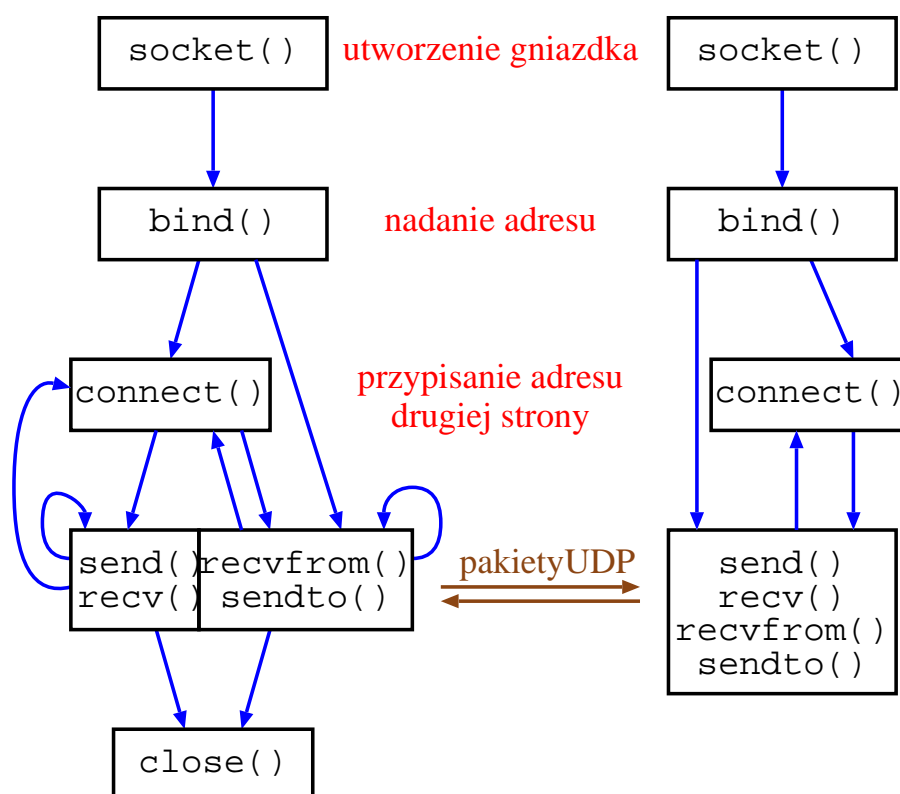 socket() utworzenie gniazdka socket()
bind() nadanie adresu bind()
connect() przypisanie adresu connect()
drugiej strony
send() recvfrom() pakietyUDP send()
recv() sendto() recv()
recvfrom()
sendto()
close()